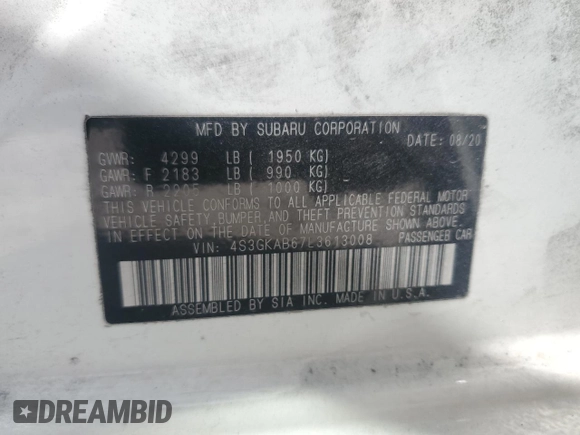 MFD BY SUBARU CORPORATION
DATE: 08/20
GVWR: 4299 LB ( 1950 KG)
GAWR: F 2183 LB ( 990 KG)
GAWR: R 2205 LB ( 1000 KG)
THIS VEHICLE CONFORMS TO ALL APPLICABLE FEDERAL MOTOR
VEHICLE SAFETY, BUMPER, AND THEFT PREVENTION STANDARDS
IN EFFECT ON THE DATE OF MANUFACTURE SHOWN ABOVE.
VIN: PASSENGER CAR
ASSEMBLED BY SIA INC. MADE IN U.S.A.
DREAMBID